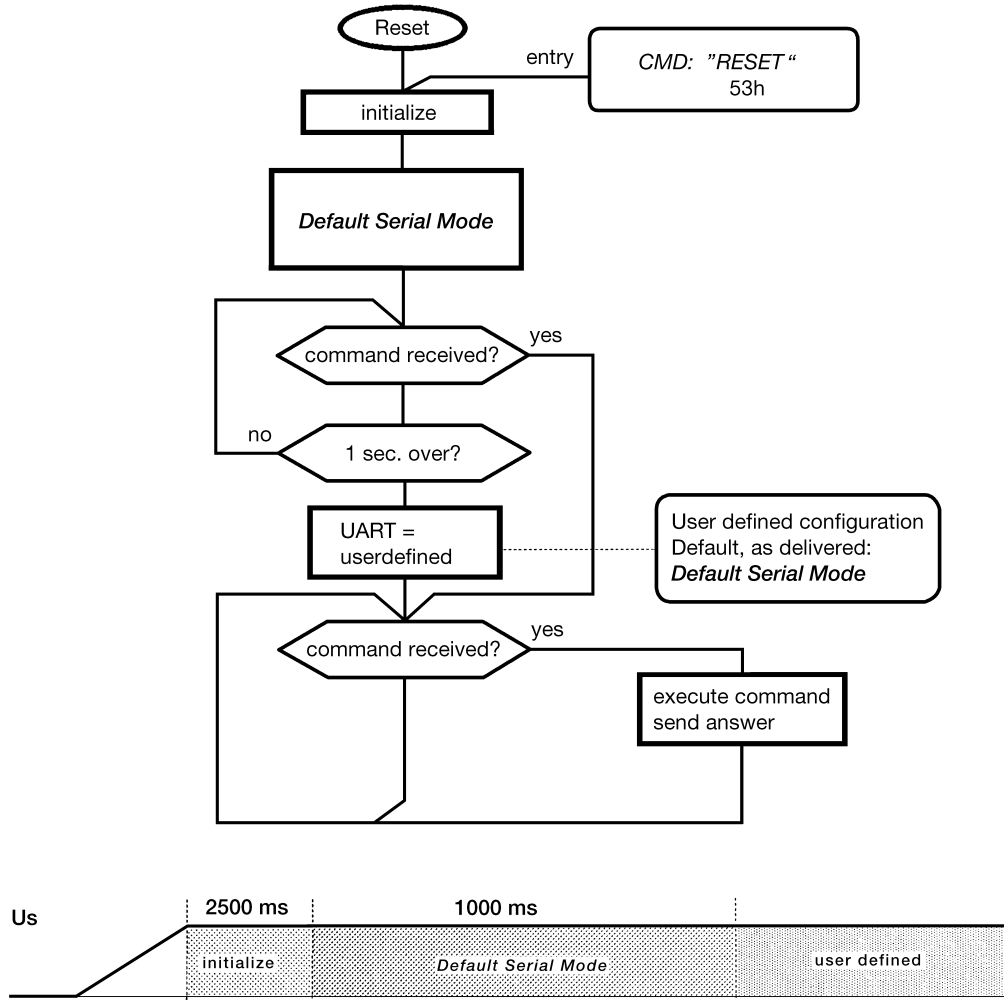 Reset
entry
CMD: ”RESET“
53h
initialize
Default Serial Mode
command received?
yes
no
1 sec. over?
UART =
userdefined
User defined configuration
Default, as delivered:
Default Serial Mode
command received?
yes
execute command
send answer
Us
2500 ms
1000 ms
initialize
Default Serial Mode
user defined